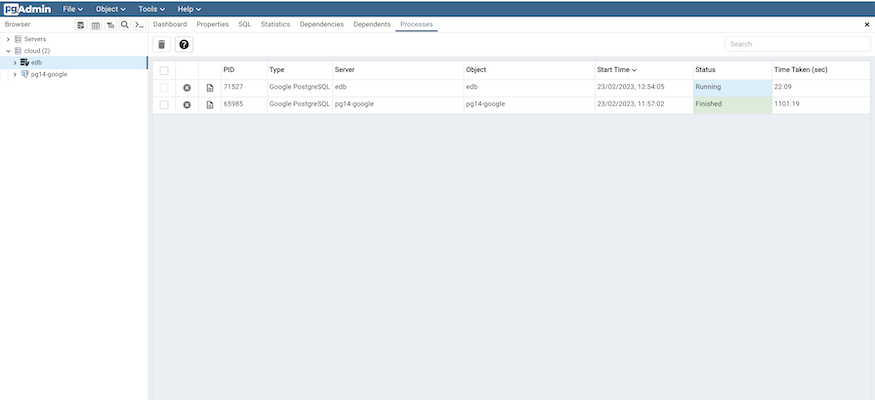 pgAdmin File Object Tools Help
Browser Dashboard Properties SQL Statistics Dependencies Dependents Processes
Servers
cloud (2)
edb
pg14-google
Search
PID Type Server Object Start Time Status Time Taken (sec)
71527 Google PostgreSQL edb edb 23/02/2023, 12:54:05 Running 22.09
65985 Google PostgreSQL pg14-google pg14-google 23/02/2023, 11:57:02 Finished 1101.19